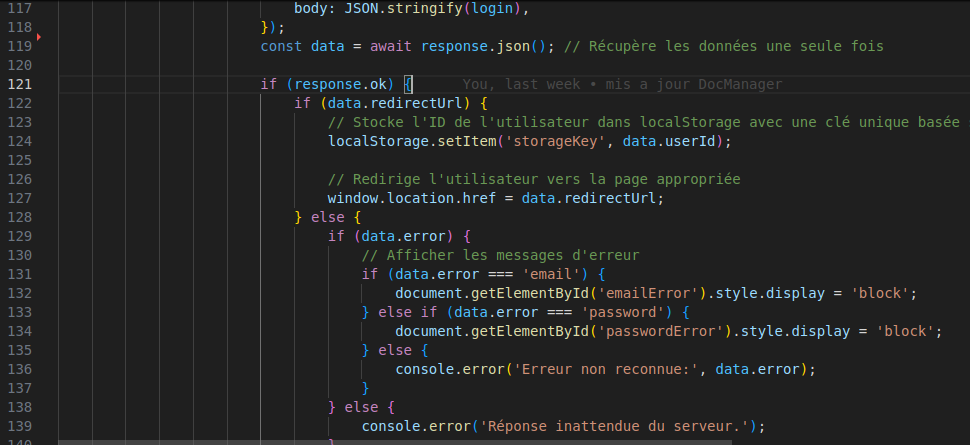 117 body: JSON.stringify(login),
118 });
119 const data = await response.json(); // Récupère les données une seule fois
120
121 if (response.ok) { You, last week • mis a jour DocManager
122 if (data.redirectUrl) {
123 // Stocke l'ID de l'utilisateur dans localStorage avec une clé unique basée
124 localStorage.setItem('storageKey', data.userId);
125
126 // Redirige l'utilisateur vers la page appropriée
127 window.location.href = data.redirectUrl;
128 } else {
129 if (data.error) {
130 // Afficher les messages d'erreur
131 if (data.error === 'email') {
132 document.getElementById('emailError').style.display = 'block';
133 } else if (data.error === 'password') {
134 document.getElementById('passwordError').style.display = 'block';
135 } else {
136 console.error('Erreur non reconnue:', data.error);
137 }
138 } else {
139 console.error('Réponse inattendue du serveur.');
140 }